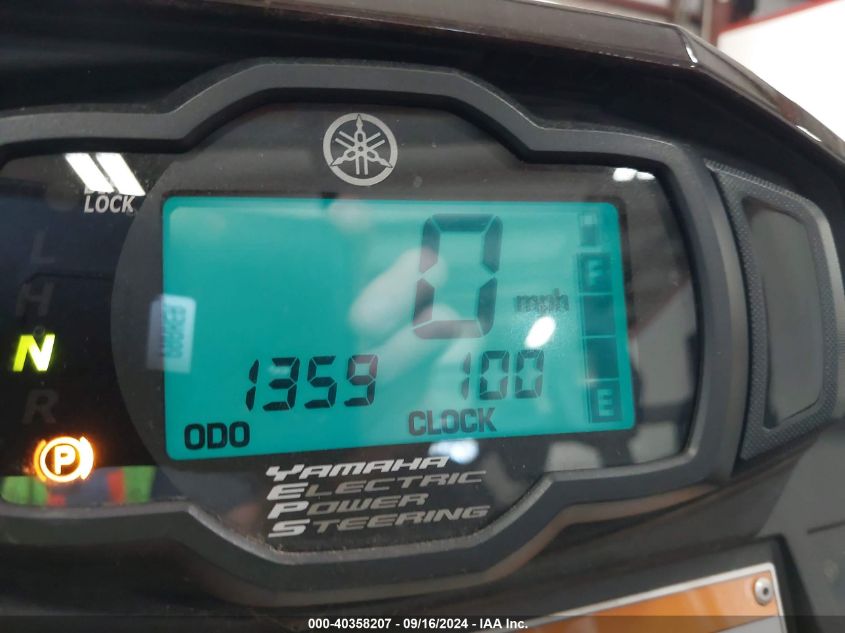 LOCK
L
H
N
R
P
0
mph
F
E
1359
100
ODO
CLOCK
YAMAHA
ELECTRIC
POWER
STEERING
000-40358207 - 09/16/2024 - IAA Inc.